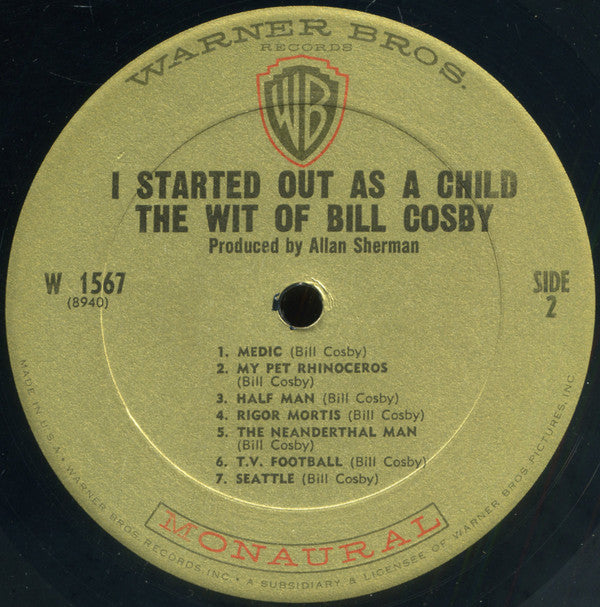 WARNER BROS.
RECORDS
WB
I STARTED OUT AS A CHILD
THE WIT OF BILL COSBY
Produced by Allan Sherman
W 1567
(8940)
SIDE
2
1. MEDIC (Bill Cosby)
2. MY PET RHINOCEROS
(Bill Cosby)
3. HALF MAN (Bill Cosby)
4. RIGOR MORTIS (Bill Cosby)
5. THE NEANDERTHAL MAN
(Bill Cosby)
6. T.V. FOOTBALL (Bill Cosby)
7. SEATTLE (Bill Cosby)
MONAURAL
MADE IN U.S.A. • WARNER BROS. RECORDS, INC. • A SUBSIDIARY & LICENSEE OF WARNER BROS. PICTURES, INC.